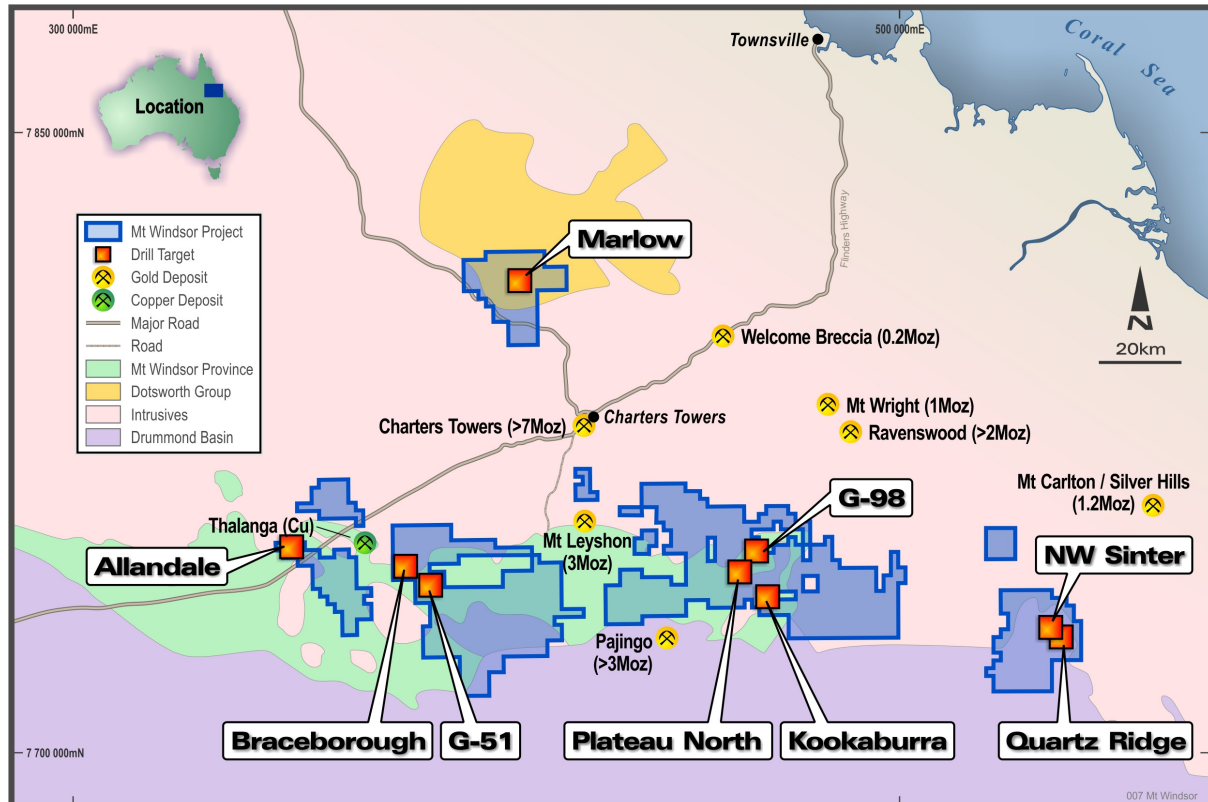 300 000mE
500 000mE
Townsville
Coral Sea
Location
7 850 000mN
Flinders Highway
Mt Windsor Project
Drill Target
Gold Deposit
Copper Deposit
Major Road
Road
Mt Windsor Province
Dotsworth Group
Intrusives
Drummond Basin
Marlow
N
20km
Welcome Breccia (0.2Moz)
Mt Wright (1Moz)
Ravenswood (>2Moz)
Charters Towers (>7Moz)
Charters Towers
Mt Carlton / Silver Hills
(1.2Moz)
G-98
Thalanga (Cu)
Mt Leyshon
(3Moz)
NW Sinter
Allandale
Pajingo
(>3Moz)
Braceborough
G-51
Plateau North
Kookaburra
Quartz Ridge
7 700 000mN
007 Mt Windsor